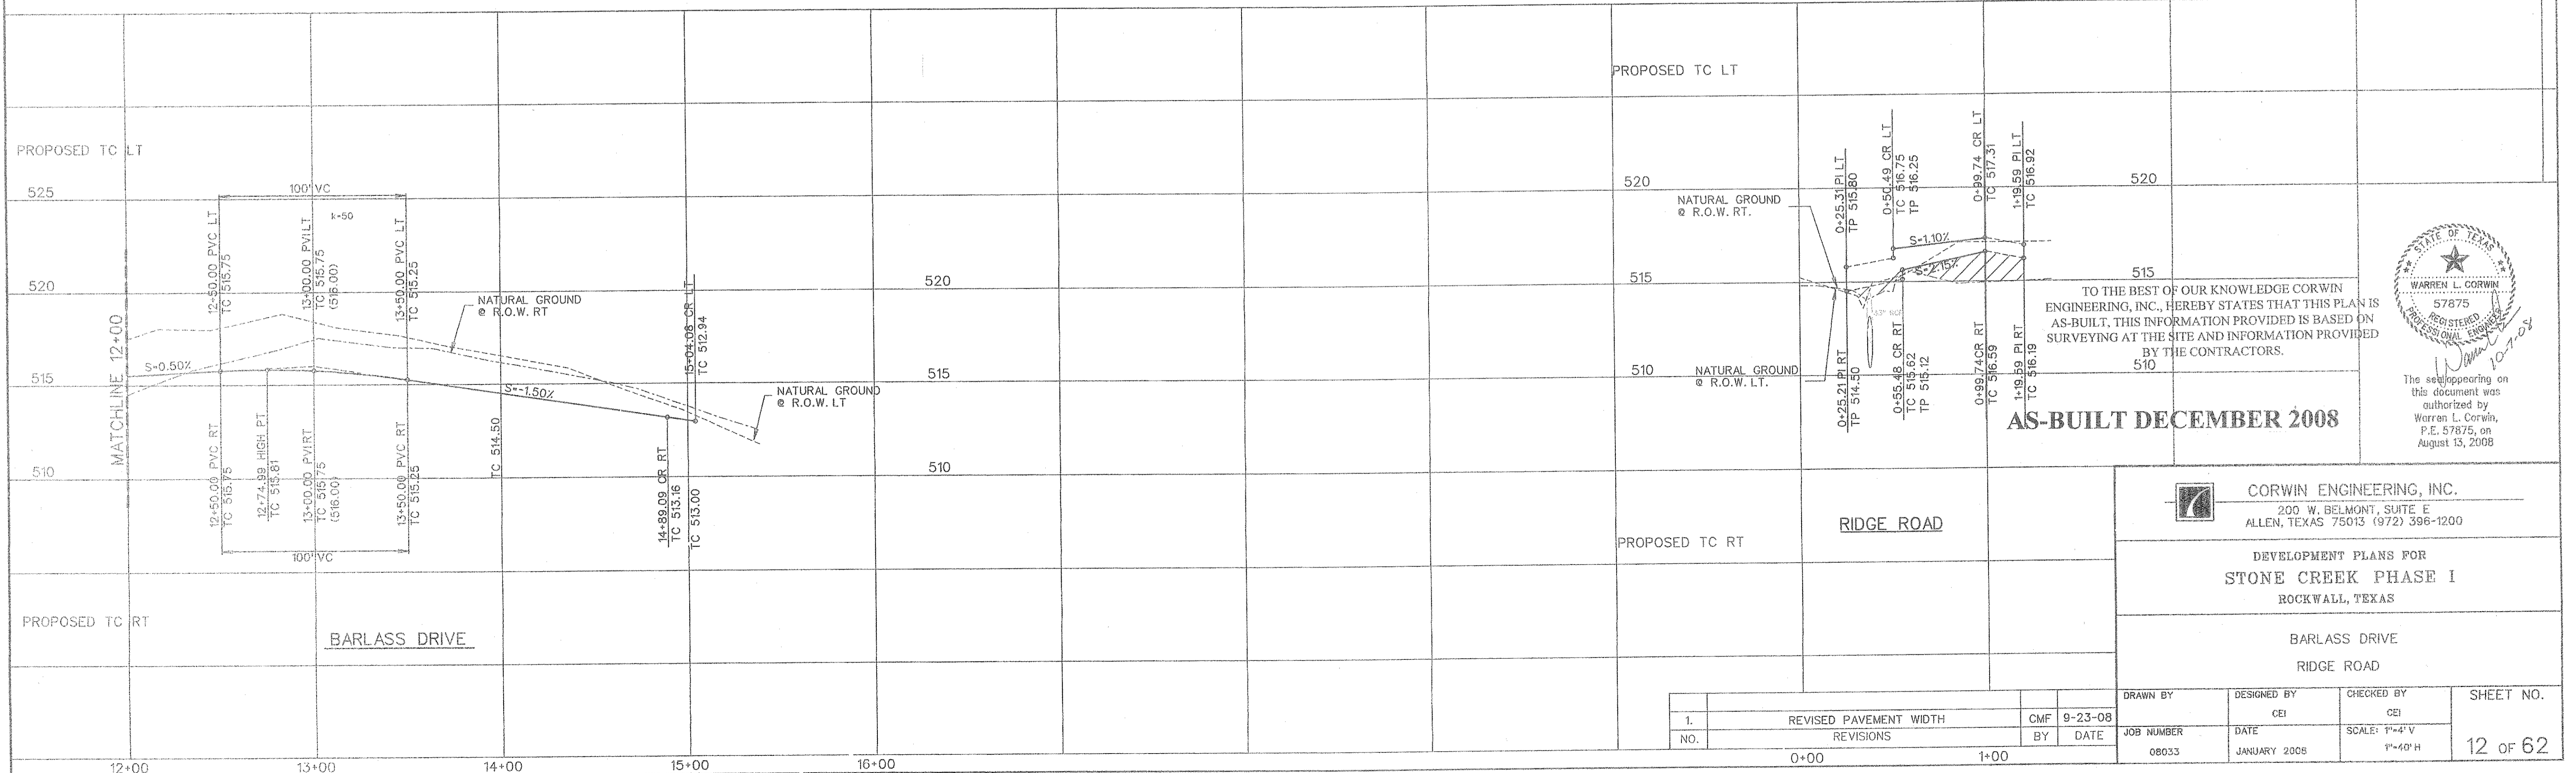 PROPOSED TC LT
525
520
515
510
MATCHLINE 12+00
S=0.50%
100' VC
k=50
12+50.00 PVC LT
TC 515.75
13+00.00 PVI LT
TC 515.75
(516.00)
13+50.00 PVC LT
TC 515.25
NATURAL GROUND
@ R.O.W. RT
S=-1.50%
15+04.08 CR LT
TC 512.94
NATURAL GROUND
@ R.O.W. LT
520
515
510
12+50.00 PVC RT
TC 515.75
12+74.99 HIGH PT
TC 515.81
13+00.00 PVI RT
TC 515.75
(516.00)
13+50.00 PVC RT
TC 515.25
TC 514.50
14+89.09 CR RT
TC 513.16
TC 513.00
100' VC
PROPOSED TC RT
BARLASS DRIVE
12+00
13+00
14+00
15+00
16+00
PROPOSED TC LT
520
515
510
NATURAL GROUND
@ R.O.W. RT.
NATURAL GROUND
@ R.O.W. LT.
0+25.31 PI LT
TP 515.80
0+50.49 CR LT
TC 516.75
TP 516.25
0+99.74 CR LT
TC 517.31
1+19.59 PI LT
TC 516.92
S=1.10%
S=2.15%
0+25.21 PI RT
TP 514.50
0+55.48 CR RT
TC 515.62
TP 515.12
0+99.74 CR RT
TC 516.59
1+19.59 PI RT
TC 516.19
520
515
510
RIDGE ROAD
PROPOSED TC RT
0+00
1+00
TO THE BEST OF OUR KNOWLEDGE CORWIN
ENGINEERING, INC., HEREBY STATES THAT THIS PLAN IS
AS-BUILT, THIS INFORMATION PROVIDED IS BASED ON
SURVEYING AT THE SITE AND INFORMATION PROVIDED
BY THE CONTRACTORS.
AS-BUILT DECEMBER 2008
STATE OF TEXAS
WARREN L. CORWIN
57875
REGISTERED
PROFESSIONAL ENGINEER
10-7-08
The seal appearing on
this document was
authorized by
Warren L. Corwin,
P.E. 57875, on
August 13, 2008
CORWIN ENGINEERING, INC.
200 W. BELMONT, SUITE E
ALLEN, TEXAS 75013 (972) 396-1200
DEVELOPMENT PLANS FOR
STONE CREEK PHASE I
ROCKWALL, TEXAS
BARLASS DRIVE
RIDGE ROAD
1. REVISED PAVEMENT WIDTH CMF 9-23-08
NO. REVISIONS BY DATE
DRAWN BY
DESIGNED BY
CEI
CHECKED BY
CEI
SHEET NO.
12 OF 62
JOB NUMBER
08033
DATE
JANUARY 2008
SCALE: 1"=4' V
1"=40' H